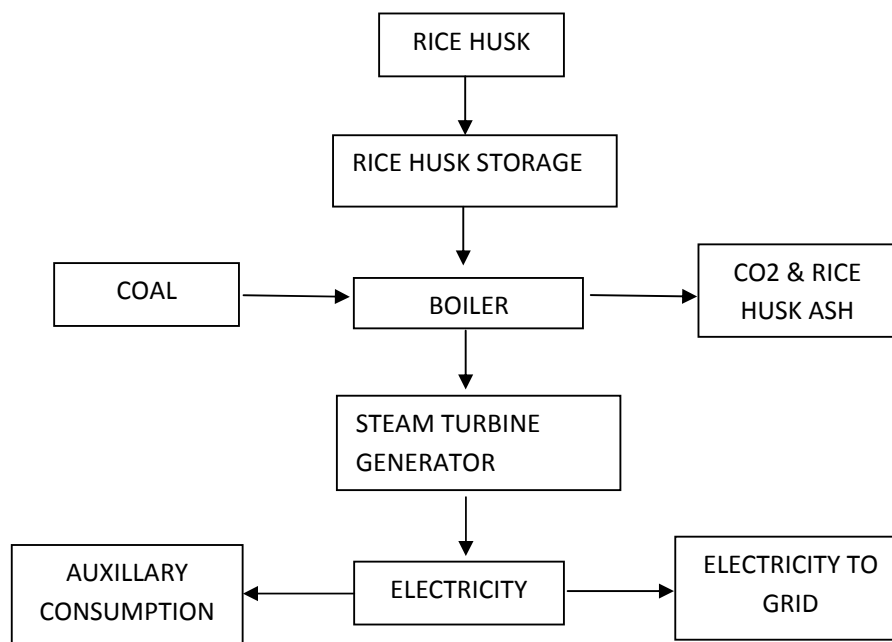 RICE HUSK
RICE HUSK STORAGE
COAL
BOILER
CO2 & RICE
HUSK ASH
STEAM TURBINE
GENERATOR
AUXILLARY
CONSUMPTION
ELECTRICITY
ELECTRICITY TO
GRID